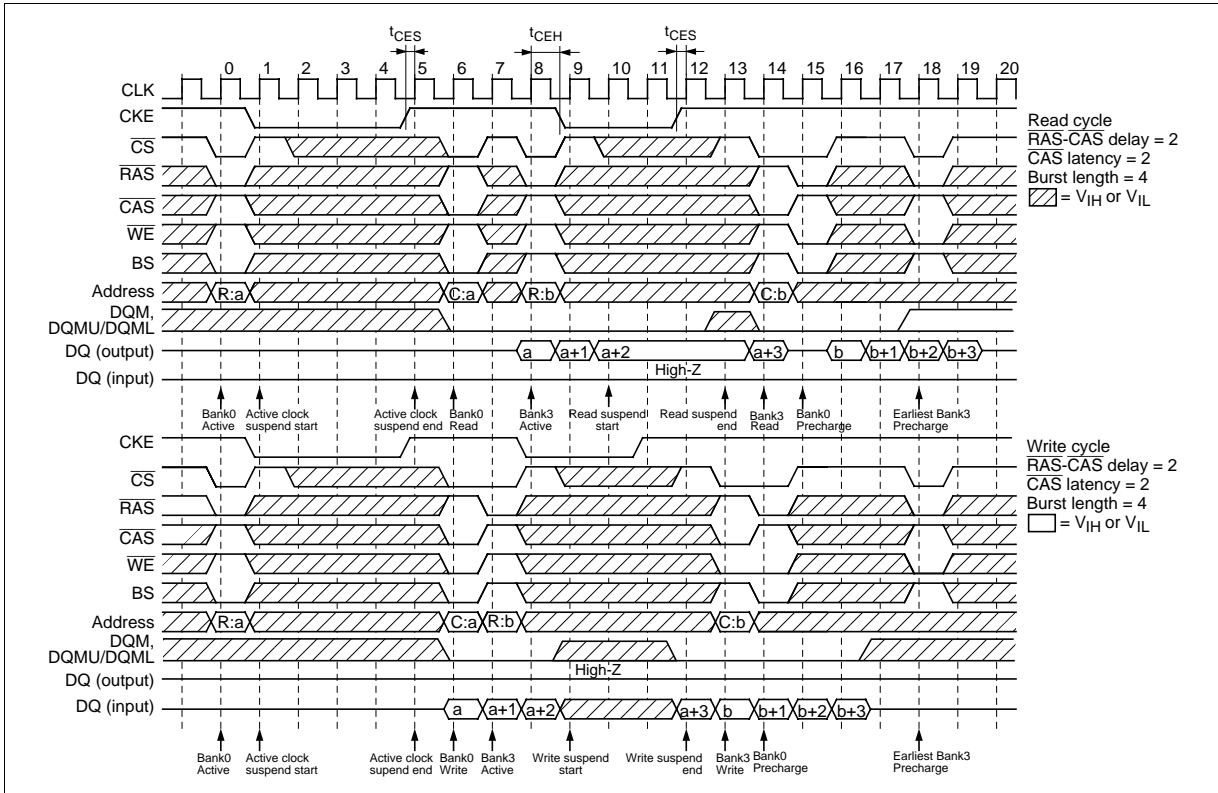 tCES tCEH tCES
0 1 2 3 4 5 6 7 8 9 10 11 12 13 14 15 16 17 18 19 20
CLK
CKE
CS
RAS
CAS
WE
BS
Address R:a C:a R:b C:b
DQM,
DQMU/DQML
DQ (output) a a+1 a+2 a+3 b b+1 b+2 b+3
High-Z
DQ (input)
Read cycle
RAS-CAS delay = 2
CAS latency = 2
Burst length = 4
= VIH or VIL
Bank0 Active
Active clock suspend start
Active clock suspend end
Bank0 Read
Bank3 Active
Read suspend start
Read suspend end
Bank3 Read
Bank0 Precharge
Earliest Bank3 Precharge
CKE
CS
RAS
CAS
WE
BS
Address R:a C:a R:b C:b
DQM,
DQMU/DQML
High-Z
DQ (output)
DQ (input) a a+1 a+2 a+3 b b+1 b+2 b+3
Write cycle
RAS-CAS delay = 2
CAS latency = 2
Burst length = 4
= VIH or VIL
Bank0 Active
Active clock suspend start
Active clock supend end
Bank0 Write
Bank3 Active
Write suspend start
Write suspend end
Bank3 Write
Bank0 Precharge
Earliest Bank3 Precharge